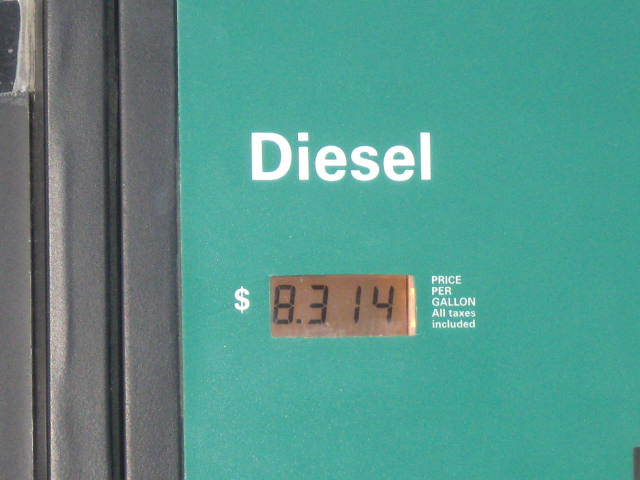 Diesel
$ 8.314
PRICE
PER
GALLON
All taxes
included